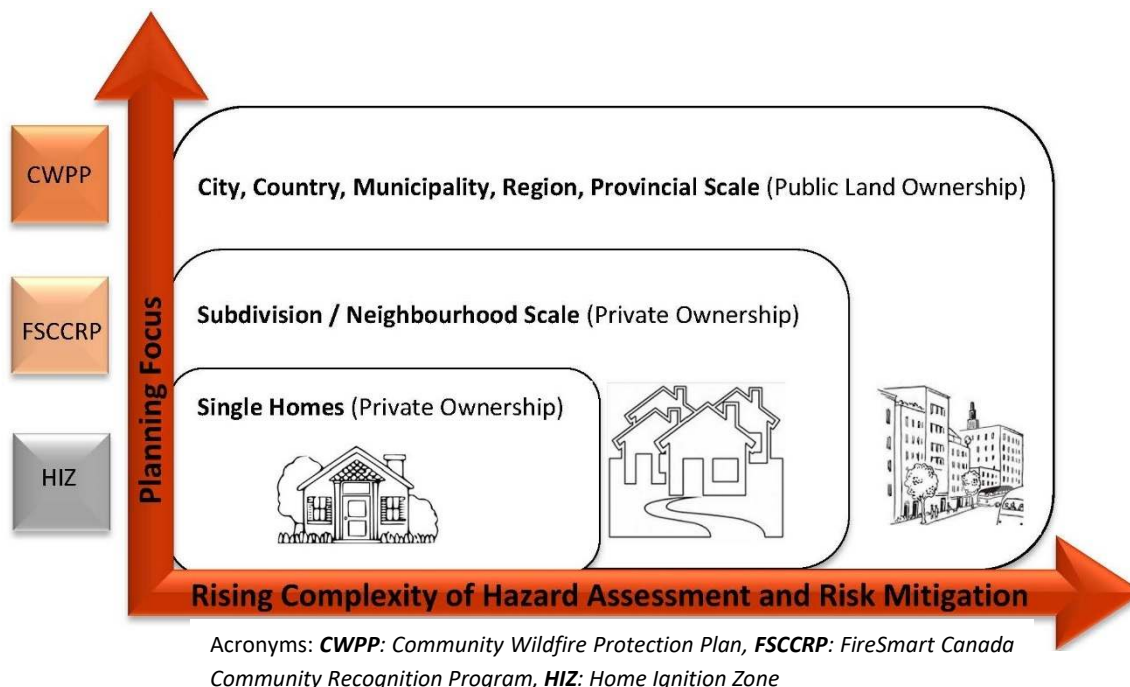 CWPP
City, Country, Municipality, Region, Provincial Scale (Public Land Ownership)
FSCCRP
Subdivision / Neighbourhood Scale (Private Ownership)
Single Homes (Private Ownership)
HIZ
Planning Focus
Rising Complexity of Hazard Assessment and Risk Mitigation
Acronyms: CWPP: Community Wildfire Protection Plan, FSCCRP: FireSmart Canada
Community Recognition Program, HIZ: Home Ignition Zone